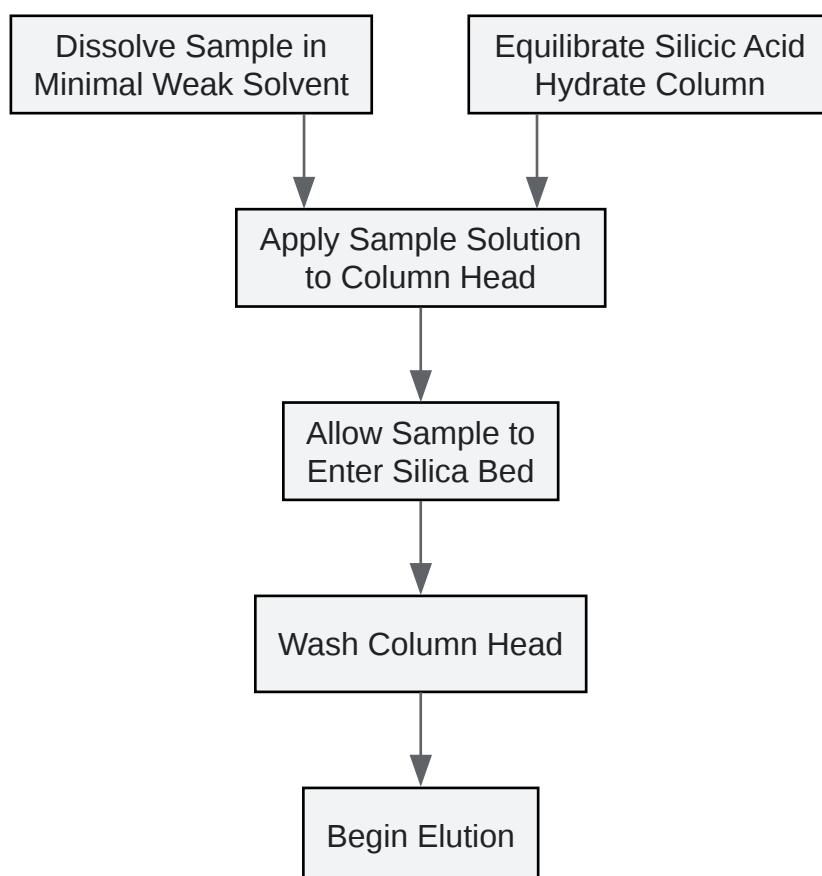 Dissolve Sample in
Minimal Weak Solvent
Equilibrate Silicic Acid
Hydrate Column
Apply Sample Solution
to Column Head
Allow Sample to
Enter Silica Bed
Wash Column Head
Begin Elution